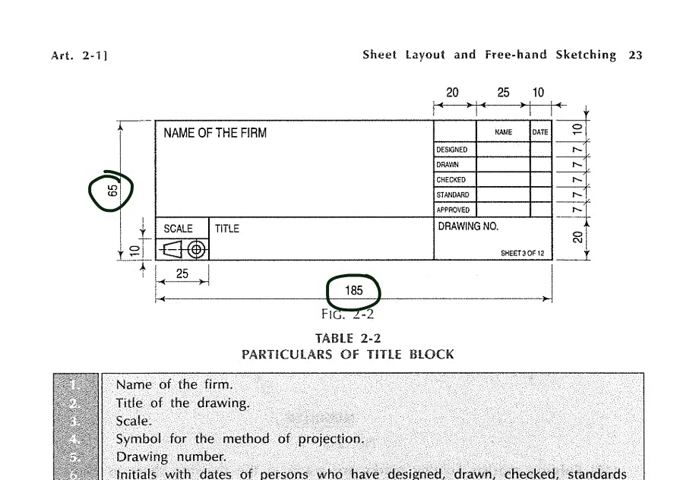 Art. 2-1]
Sheet Layout and Free-hand Sketching 23
20 25 10
NAME OF THE FIRM
NAME DATE
10
DESIGNED 7
DRAWN 7
CHECKED 7
STANDARD 7
APPROVED 7
65
SCALE TITLE
DRAWING NO.
20
10
SHEET 3 OF 12
25
185
FIG. 2-2
TABLE 2-2
PARTICULARS OF TITLE BLOCK
1. Name of the firm.
2. Title of the drawing.
3. Scale.
4. Symbol for the method of projection.
5. Drawing number.
6. Initials with dates of persons who have designed, drawn, checked, standards